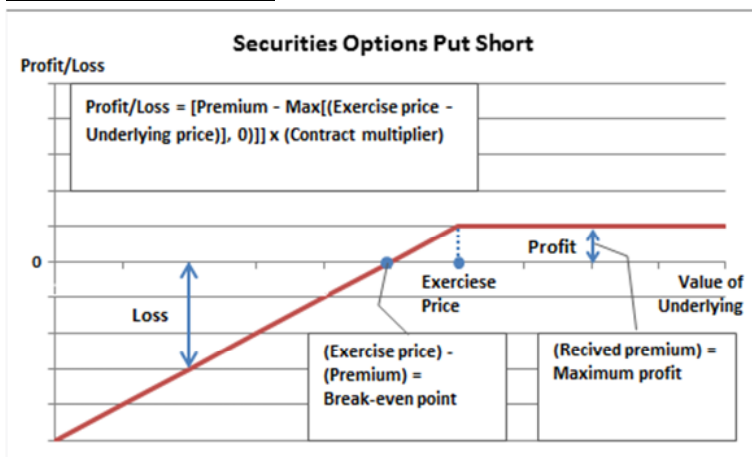 Securities Options Put Short
Profit/Loss
Profit/Loss = [Premium - Max[(Exercise price -
Underlying price)], 0)]] x (Contract multiplier)
0
Profit
Exerciese
Price
Value of
Underlying
Loss
(Exercise price) -
(Premium) =
Break-even point
(Recived premium) =
Maximum profit